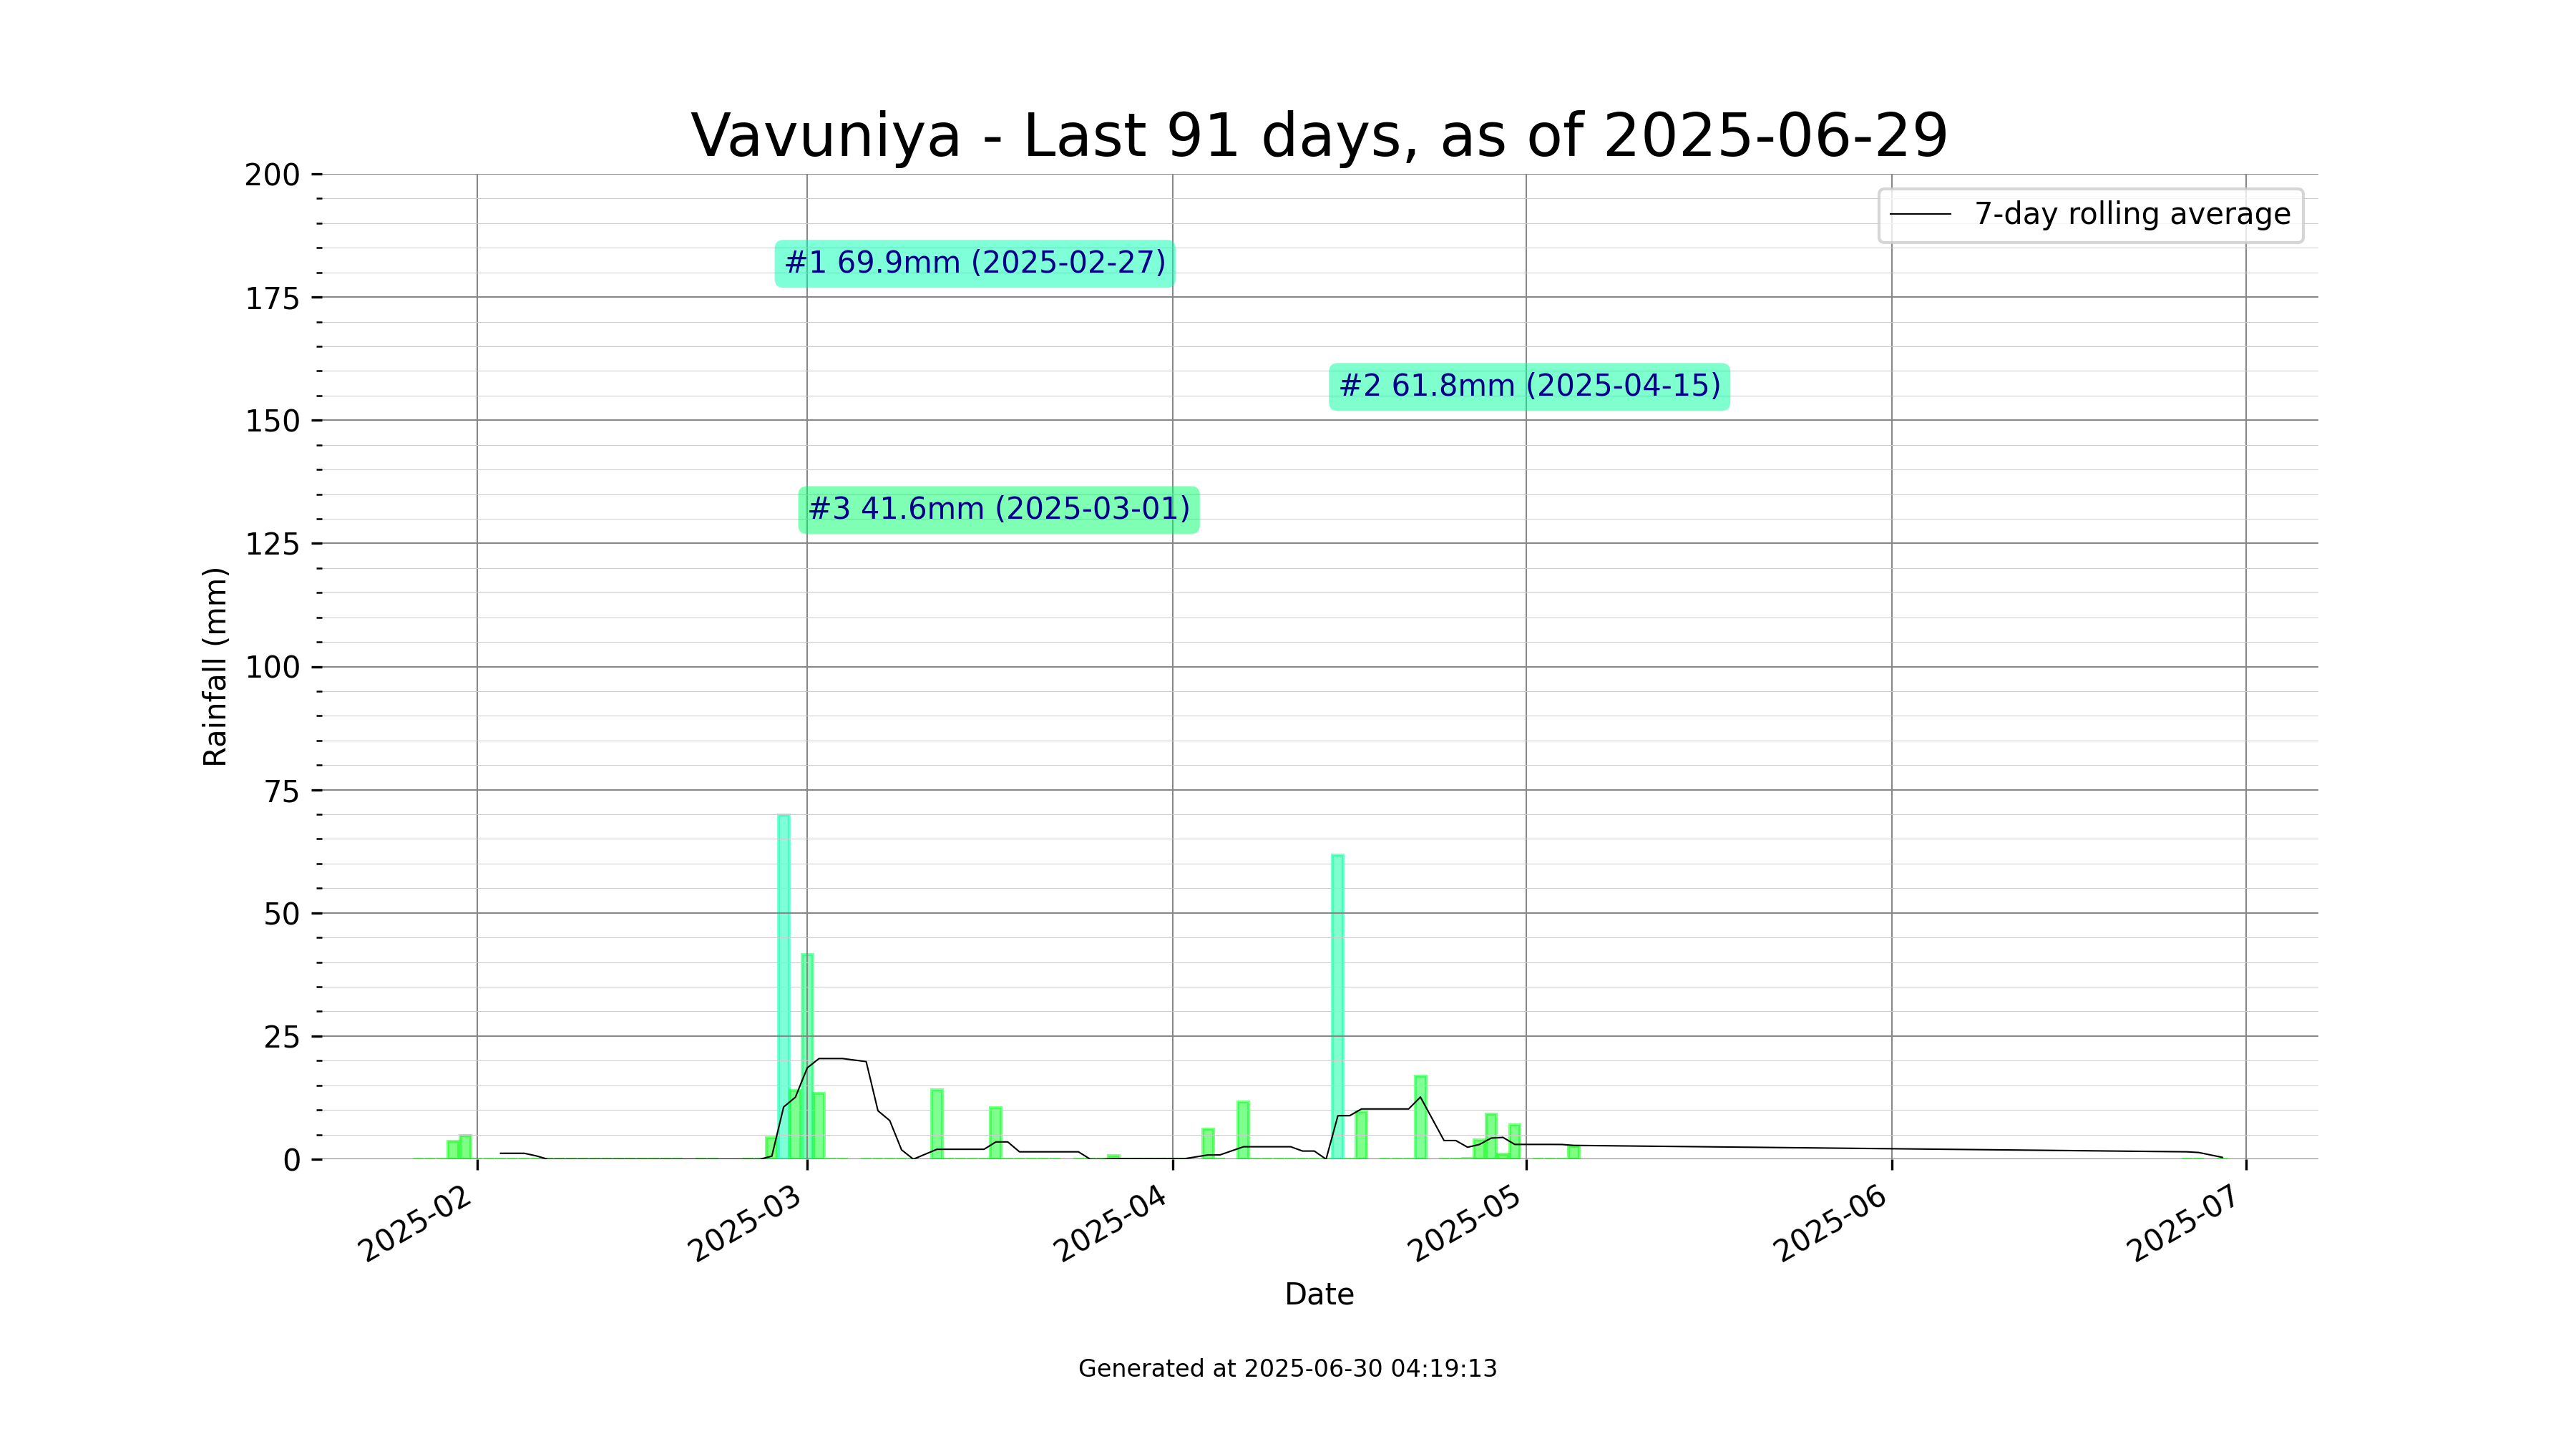 Vavuniya - Last 91 days, as of 2025-06-29
200
175
150
125
100
75
50
25
0
Rainfall (mm)
7-day rolling average
#1 69.9mm (2025-02-27)
#2 61.8mm (2025-04-15)
#3 41.6mm (2025-03-01)
2025-02
2025-03
2025-04
2025-05
2025-06
2025-07
Date
Generated at 2025-06-30 04:19:13